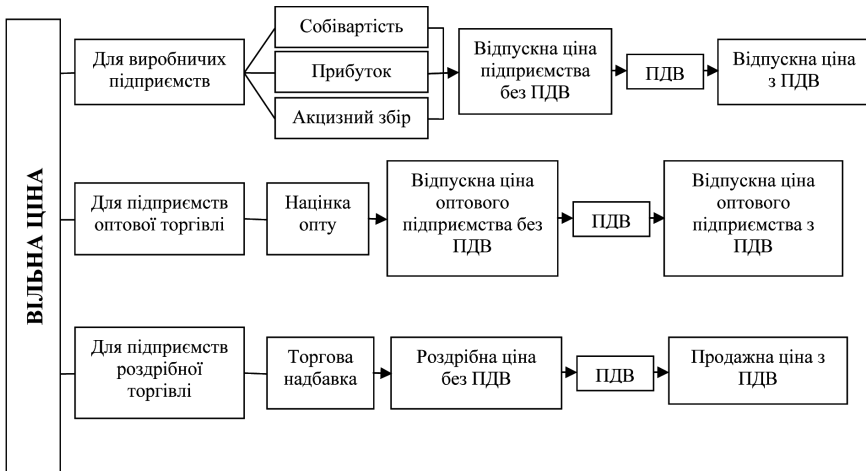 ВІЛЬНА ЦІНА
Для виробничих
підприємств
Собівартість
Прибуток
Акцизний збір
Відпускна ціна
підприємства
без ПДВ
ПДВ
Відпускна ціна
з ПДВ
Для підприємств
оптової торгівлі
Націнка
опту
Відпускна ціна
оптового
підприємства без
ПДВ
ПДВ
Відпускна ціна
оптового
підприємства з
ПДВ
Для підприємств
роздрібної
торгівлі
Торгова
надбавка
Роздрібна ціна
без ПДВ
ПДВ
Продажна ціна з
ПДВ